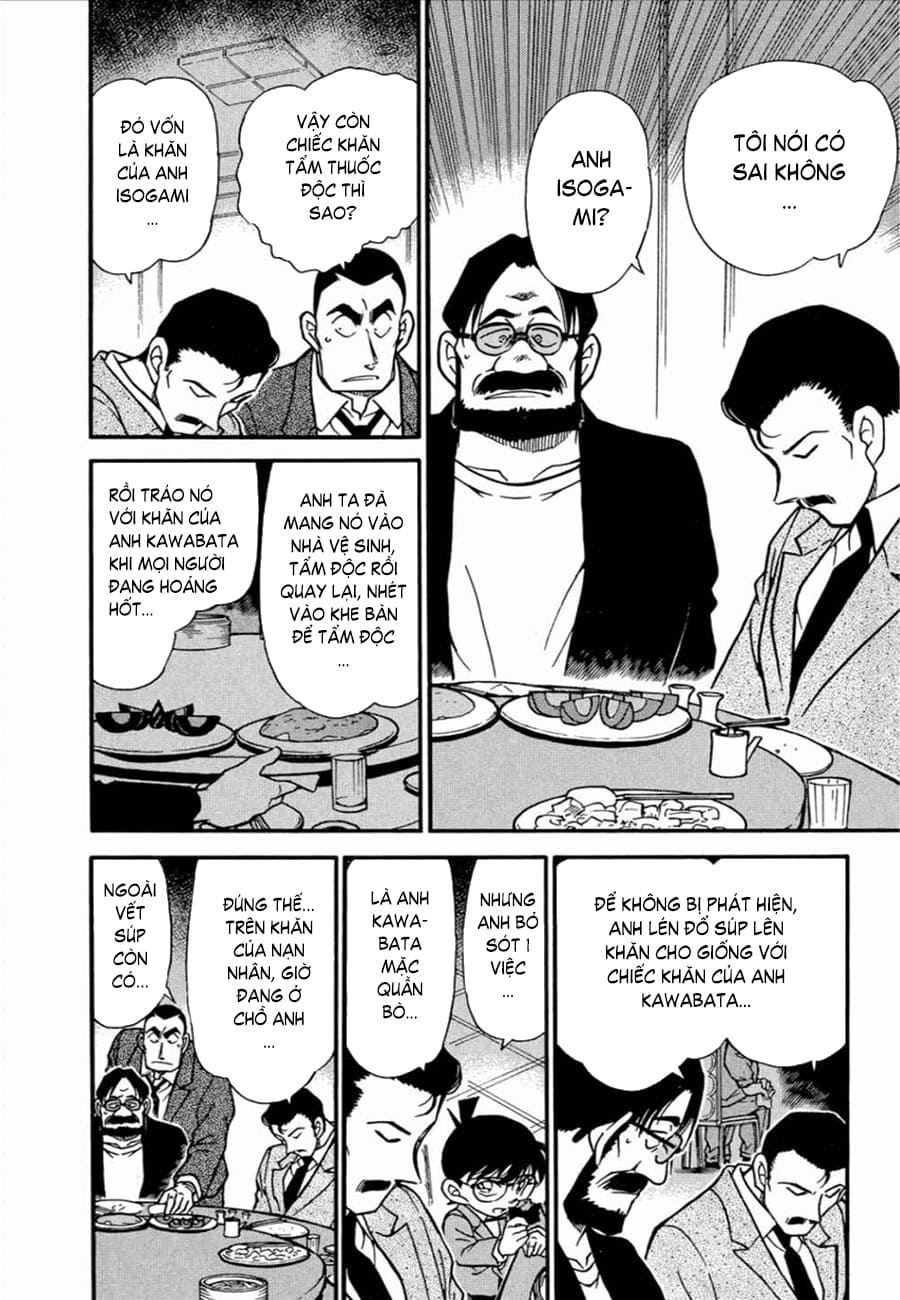 TÔI NÓI CÓ
SAI KHÔNG
...
ANH
ISOGA-
MI?
VẬY CÒN
CHIẾC KHĂN
TẨM THUỐC
ĐỘC THÌ
SAO?
ĐÓ VỐN
LÀ KHĂN
CỦA ANH
ISOGAMI
...
ANH TA ĐÃ
MANG NÓ VÀO
NHÀ VỆ SINH,
TẨM ĐỘC RỒI
QUAY LẠI, NHÉT
VÀO KHE BÀN
ĐỂ TẨM ĐỘC
...
RỒI TRÁO NÓ
VỚI KHĂN CỦA
ANH KAWABATA
KHI MỌI NGƯỜI
ĐANG HOÁNG
HỐT...
ĐỂ KHÔNG BỊ PHÁT HIỆN,
ANH LÉN ĐỔ SÚP LÊN
KHĂN CHO GIỐNG VỚI
CHIẾC KHĂN CỦA ANH
KAWABATA...
NHƯNG
ANH BỎ
SÓT 1
VIỆC
...
LÀ ANH
KAWA-
BATA
MẶC
QUẦN
BÒ...
ĐÚNG THẾ...
TRÊN KHĂN
CỦA NẠN
NHÂN, GIỜ
ĐANG Ở
CHỖ ANH
...
NGOÀI
VẾT
SÚP
CÒN
CÓ...